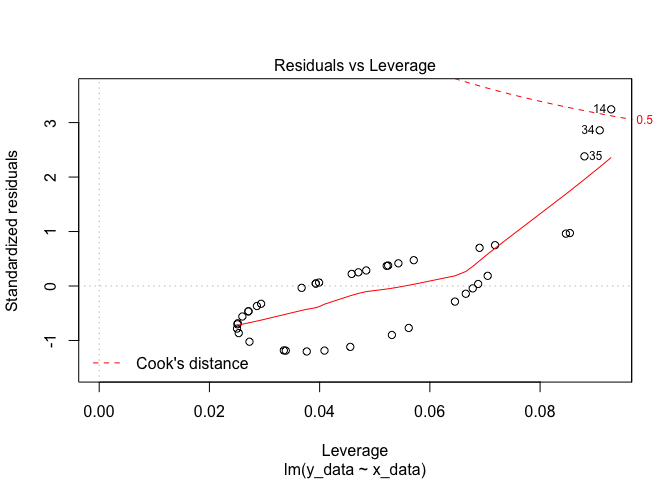 Residuals vs Leverage
Standardized residuals
3
2
1
0
-1
14
34
35
0.5
Cook's distance
0.00 0.02 0.04 0.06 0.08
Leverage
lm(y_data ~ x_data)